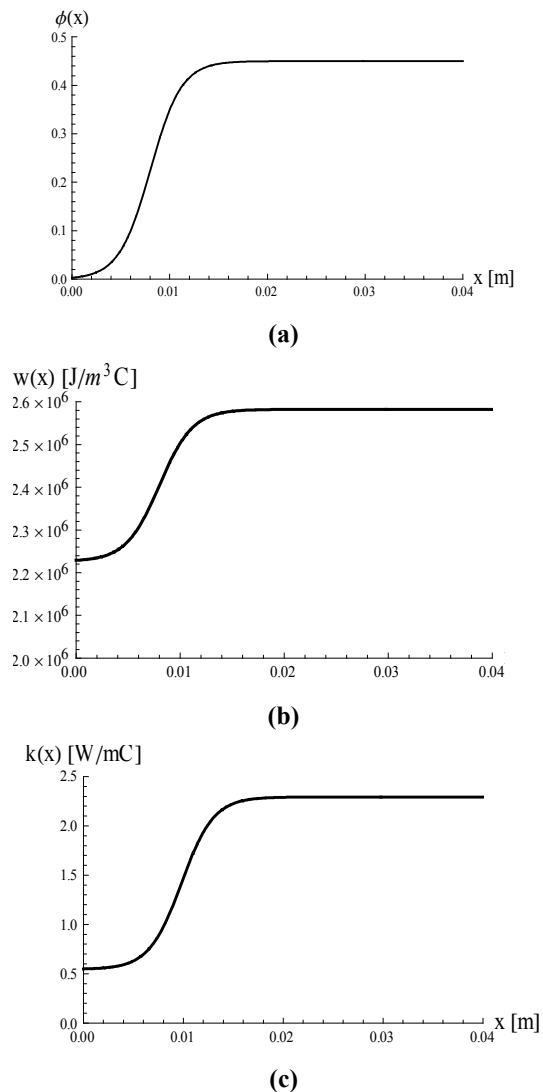 ϕ(x)
0.5
0.4
0.3
0.2
0.1
0.0
0.00 0.01 0.02 0.03 0.04
x [m]
(a)
w(x) [J/m³C]
2.6 × 10⁶
2.5 × 10⁶
2.4 × 10⁶
2.3 × 10⁶
2.2 × 10⁶
2.1 × 10⁶
2.0 × 10⁶
0.00 0.01 0.02 0.03 0.04
(b)
k(x) [W/mC]
2.5
2.0
1.5
1.0
0.5
0.0
0.00 0.01 0.02 0.03 0.04
x [m]
(c)